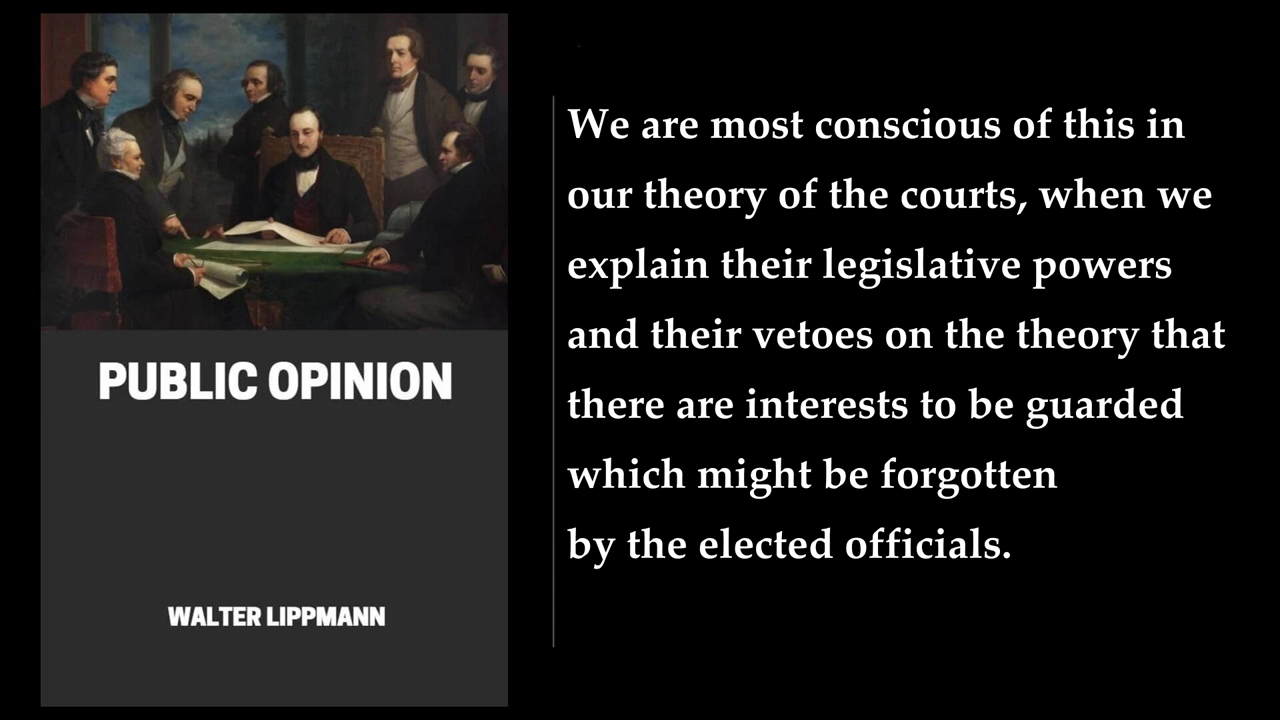 PUBLIC OPINION
WALTER LIPPMANN
We are most conscious of this in
our theory of the courts, when we
explain their legislative powers
and their vetoes on the theory that
there are interests to be guarded
which might be forgotten
by the elected officials.